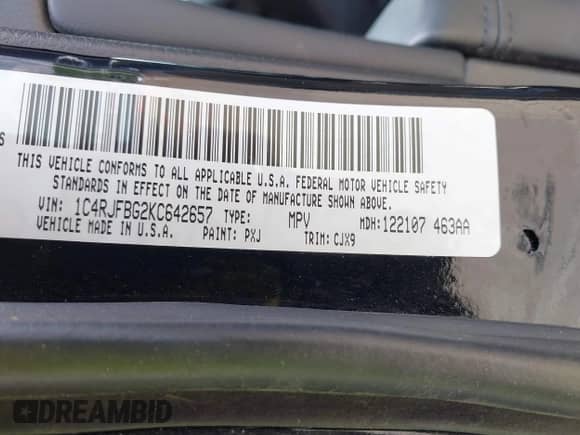 S
THIS VEHICLE CONFORMS TO ALL APPLICABLE U.S.A. FEDERAL MOTOR VEHICLE SAFETY
STANDARDS IN EFFECT ON THE DATE OF MANUFACTURE SHOWN ABOVE.
VIN: 1C4RJFBG2KC642657 TYPE: MPV MDH:122107 463AA
VEHICLE MADE IN U.S.A. PAINT: PXJ TRIM: CJX9
DREAMBID